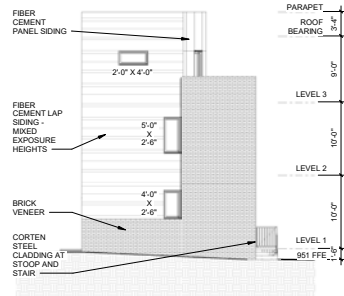 FIBER
CEMENT
PANEL SIDING
2'-0" X 4'-0"
FIBER
CEMENT LAP
SIDING -
MIXED
EXPOSURE
HEIGHTS
5'-0"
X
2'-6"
4'-0"
X
2'-6"
BRICK
VENEER
CORTEN
STEEL
CLADDING AT
STOOP AND
STAIR
PARAPET
3'-4"
ROOF
BEARING
9'-0"
LEVEL 3
10'-0"
LEVEL 2
10'-0"
LEVEL 1
951 FFE
1'-6"